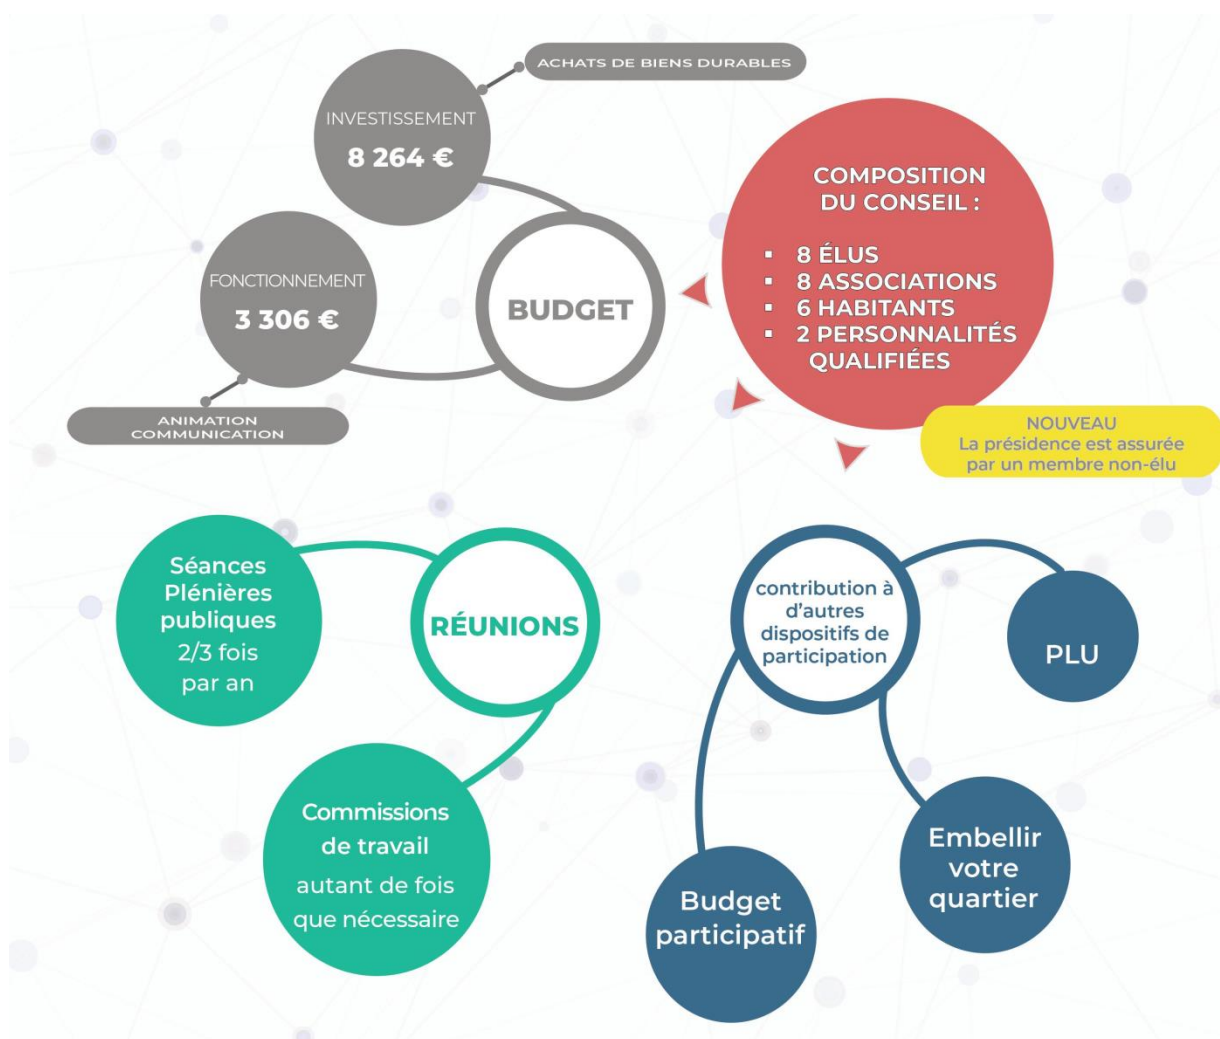 ACHATS DE BIENS DURABLES
INVESTISSEMENT
8 264 €
FONCTIONNEMENT
3 306 €
BUDGET
ANIMATION
COMMUNICATION
COMPOSITION
DU CONSEIL :
▪ 8 ÉLUS
▪ 8 ASSOCIATIONS
▪ 6 HABITANTS
▪ 2 PERSONNALITÉS
QUALIFIÉES
NOUVEAU
La présidence est assurée
par un membre non-élu
Séances
Plénières
publiques
2/3 fois
par an
RÉUNIONS
Commissions
de travail
autant de fois
que nécessaire
contribution à
d'autres
dispositifs de
participation
PLU
Embellir
votre
quartier
Budget
participatif